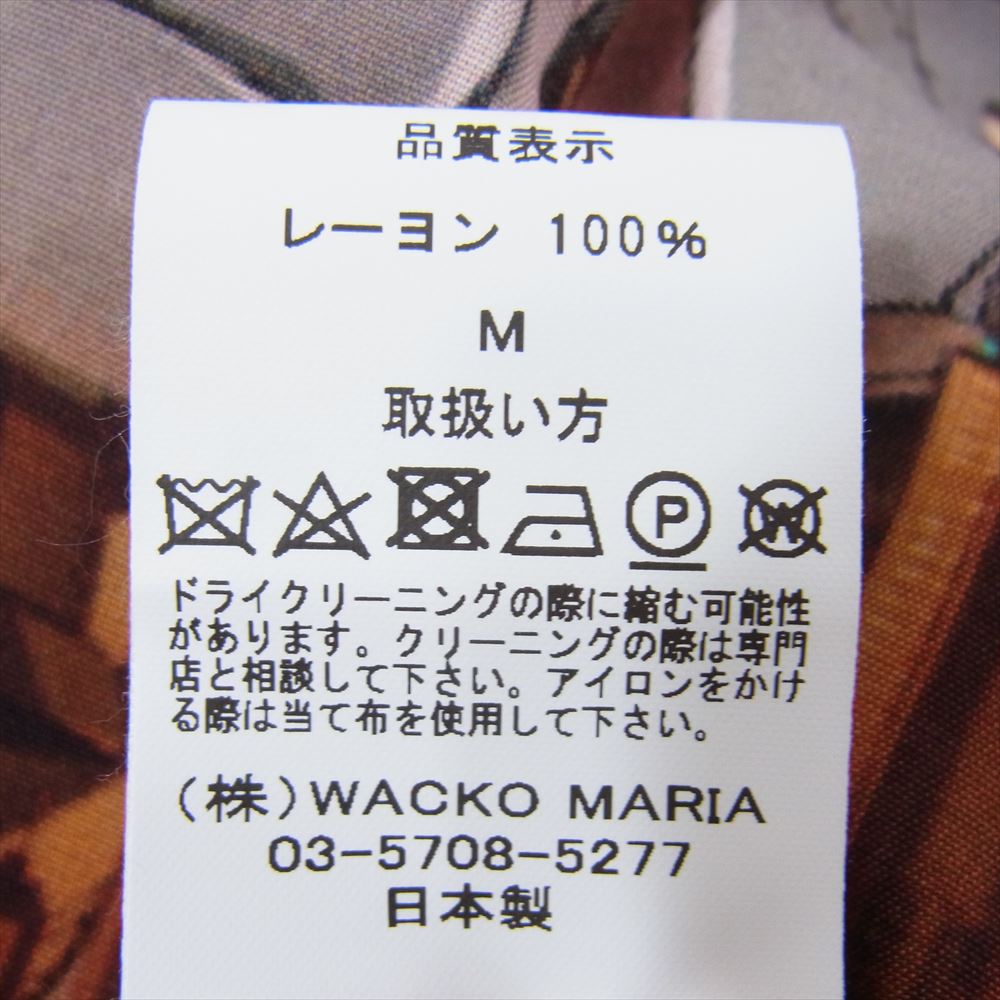 品質表示
レーヨン 100%
M
取扱い方
P W
ドライクリーニングの際に縮む可能性
があります。クリーニングの際は専門
店と相談して下さい。アイロンをかけ
る際は当て布を使用して下さい。
(株)WACKO MARIA
03-5708-5277
日本製